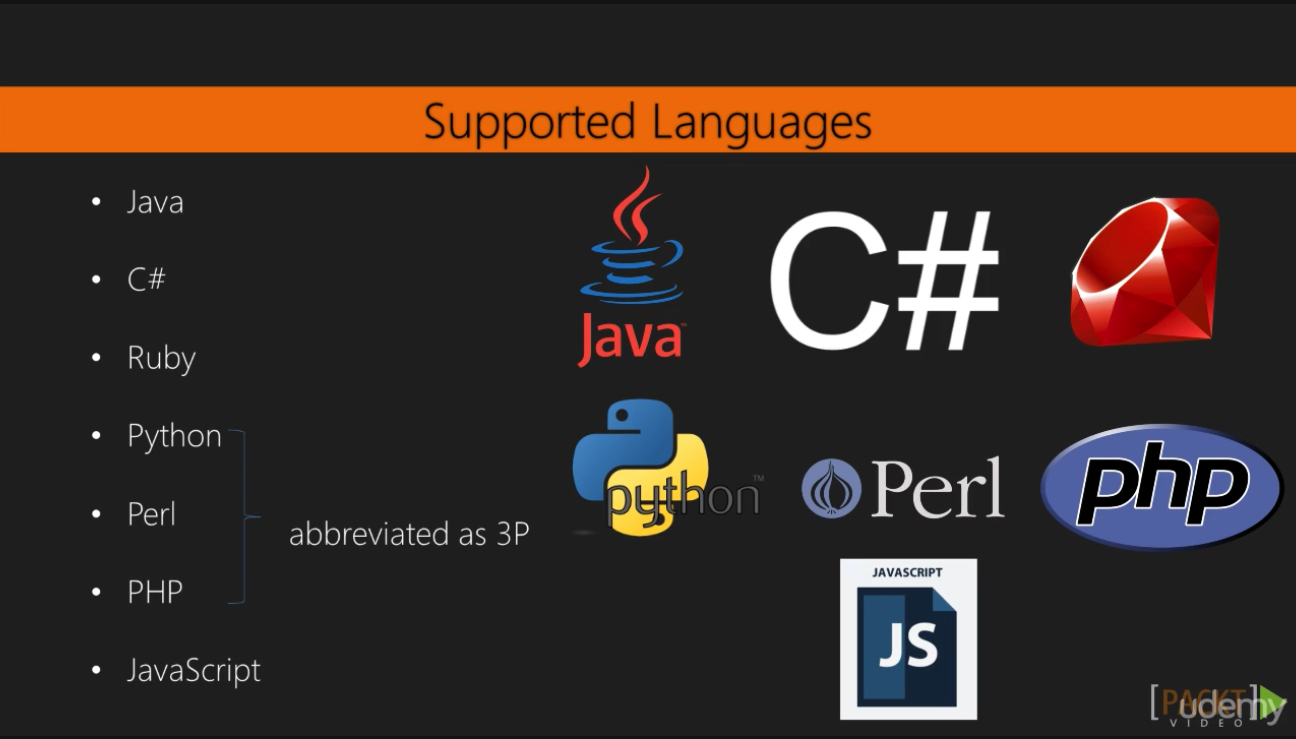 Supported Languages
• Java
• C#
• Ruby
• Python
• Perl
• PHP
abbreviated as 3P
• JavaScript
Java™
C#
python™
Perl
php
JAVASCRIPT
JS
[PACKT]
VIDEO
udemy